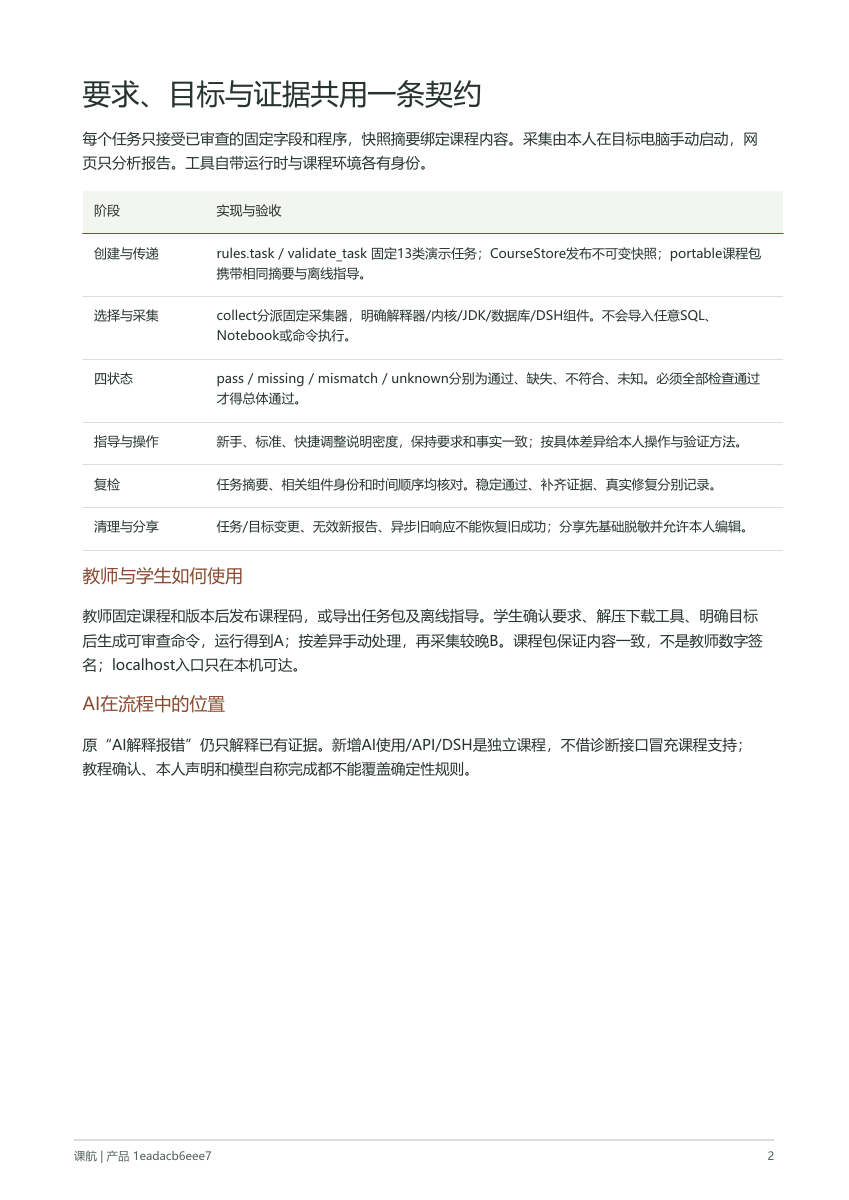 要求、目标与证据共用一条契约
每个任务只接受已审查的固定字段和程序，快照摘要绑定课程内容。采集由本人在目标电脑手动启动，网
页只分析报告。工具自带运行时与课程环境各有身份。
阶段 实现与验收
创建与传递 rules.task / validate_task 固定13类演示任务；CourseStore发布不可变快照；portable课程包
携带相同摘要与离线指导。
选择与采集 collect分派固定采集器，明确解释器/内核/JDK/数据库/DSH组件。不会导入任意SQL、
Notebook或命令执行。
四状态 pass / missing / mismatch / unknown分别为通过、缺失、不符合、未知。必须全部检查通过
才得总体通过。
指导与操作 新手、标准、快捷调整说明密度，保持要求和事实一致；按具体差异给本人操作与验证方法。
复检 任务摘要、相关组件身份和时间顺序均核对。稳定通过、补齐证据、真实修复分别记录。
清理与分享 任务/目标变更、无效新报告、异步旧响应不能恢复旧成功；分享先基础脱敏并允许本人编辑。
教师与学生如何使用
教师固定课程和版本后发布课程码，或导出任务包及离线指导。学生确认要求、解压下载工具、明确目标
后生成可审查命令，运行得到A；按差异手动处理，再采集较晚B。课程包保证内容一致，不是教师数字签
名；localhost入口只在本机可达。
AI在流程中的位置
原“AI解释报错”仍只解释已有证据。新增AI使用/API/DSH是独立课程，不借诊断接口冒充课程支持；
教程确认、本人声明和模型自称完成都不能覆盖确定性规则。
课航 | 产品 1eadacb6eee7 2